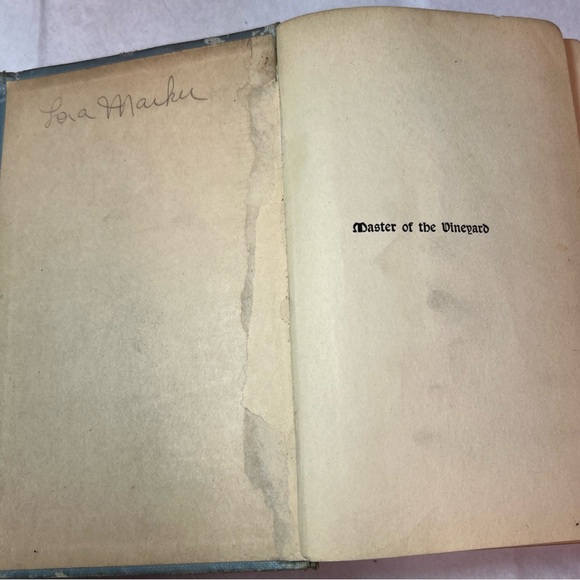 Lora Marker
Master of the Vineyard